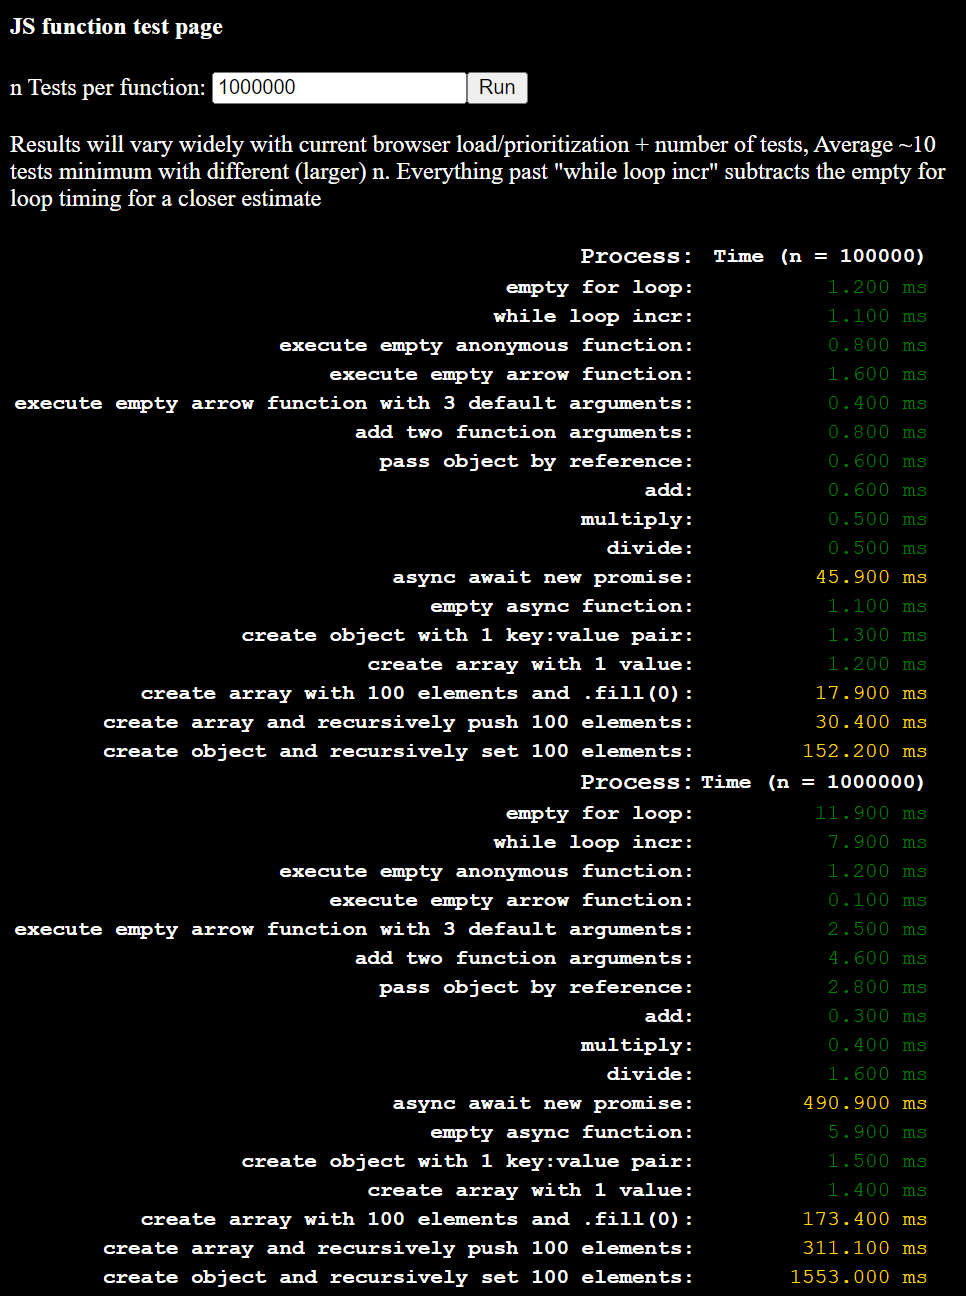 JS function test page
n Tests per function: 1000000 Run
Results will vary widely with current browser load/prioritization + number of tests, Average ~10
tests minimum with different (larger) n. Everything past "while loop incr" subtracts the empty for
loop timing for a closer estimate
Process: Time (n = 100000)
empty for loop: 1.200 ms
while loop incr: 1.100 ms
execute empty anonymous function: 0.800 ms
execute empty arrow function: 1.600 ms
execute empty arrow function with 3 default arguments: 0.400 ms
add two function arguments: 0.800 ms
pass object by reference: 0.600 ms
add: 0.600 ms
multiply: 0.500 ms
divide: 0.500 ms
async await new promise: 45.900 ms
empty async function: 1.100 ms
create object with 1 key:value pair: 1.300 ms
create array with 1 value: 1.200 ms
create array with 100 elements and .fill(0): 17.900 ms
create array and recursively push 100 elements: 30.400 ms
create object and recursively set 100 elements: 152.200 ms
Process: Time (n = 1000000)
empty for loop: 11.900 ms
while loop incr: 7.900 ms
execute empty anonymous function: 1.200 ms
execute empty arrow function: 0.100 ms
execute empty arrow function with 3 default arguments: 2.500 ms
add two function arguments: 4.600 ms
pass object by reference: 2.800 ms
add: 0.300 ms
multiply: 0.400 ms
divide: 1.600 ms
async await new promise: 490.900 ms
empty async function: 5.900 ms
create object with 1 key:value pair: 1.500 ms
create array with 1 value: 1.400 ms
create array with 100 elements and .fill(0): 173.400 ms
create array and recursively push 100 elements: 311.100 ms
create object and recursively set 100 elements: 1553.000 ms